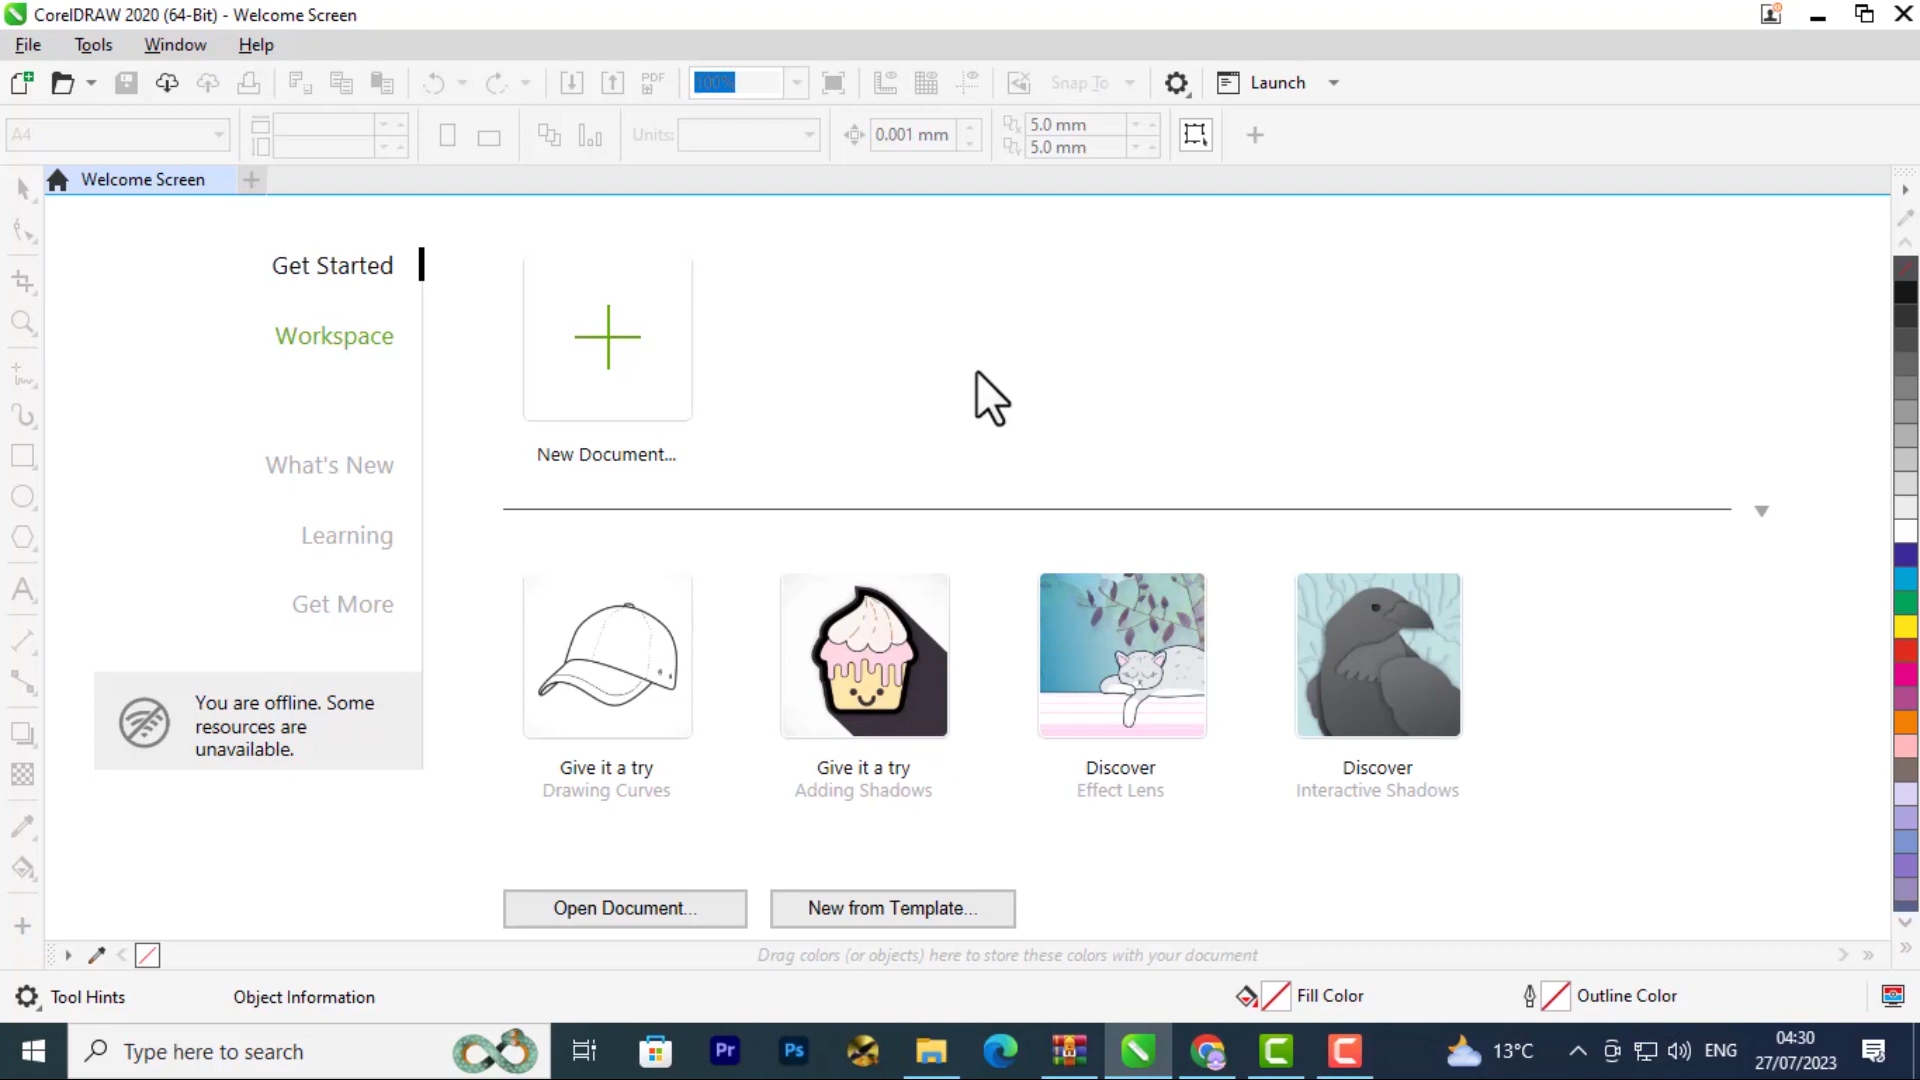 CorelDRAW 2020 (64-Bit) - Welcome Screen
File Tools Window Help
PDF 100% Snap To Launch
A4 Units: 0.001 mm 5.0 mm
5.0 mm
Welcome Screen
Get Started
Workspace
What's New
Learning
Get More
You are offline. Some
resources are
unavailable.
New Document...
Give it a try
Drawing Curves
Give it a try
Adding Shadows
Discover
Effect Lens
Discover
Interactive Shadows
Open Document...
New from Template...
Drag colors (or objects) here to store these colors with your document
Tool Hints Object Information Fill Color Outline Color
Type here to search
Pr Ps
13°C ENG
04:30
27/07/2023